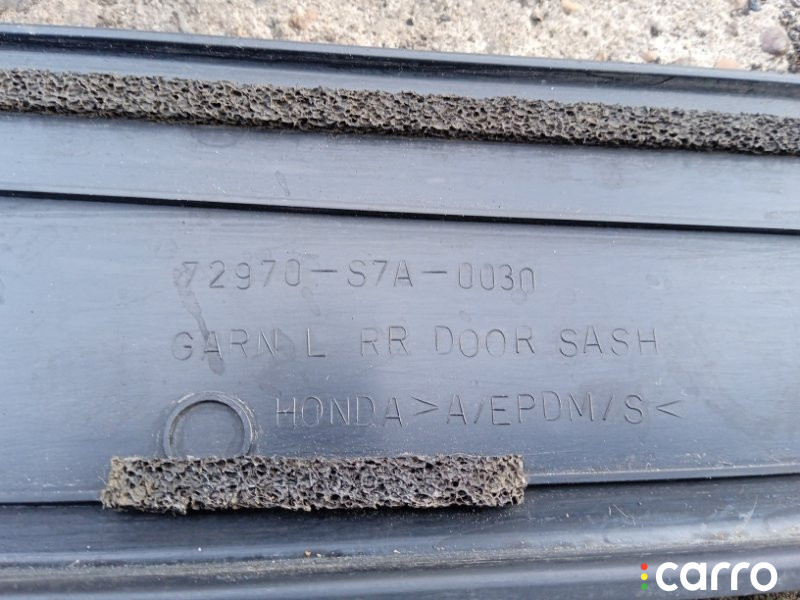 72970-S7A-0030
GARN L RR DOOR SASH
HONDA >A/EPDM/S<
carro